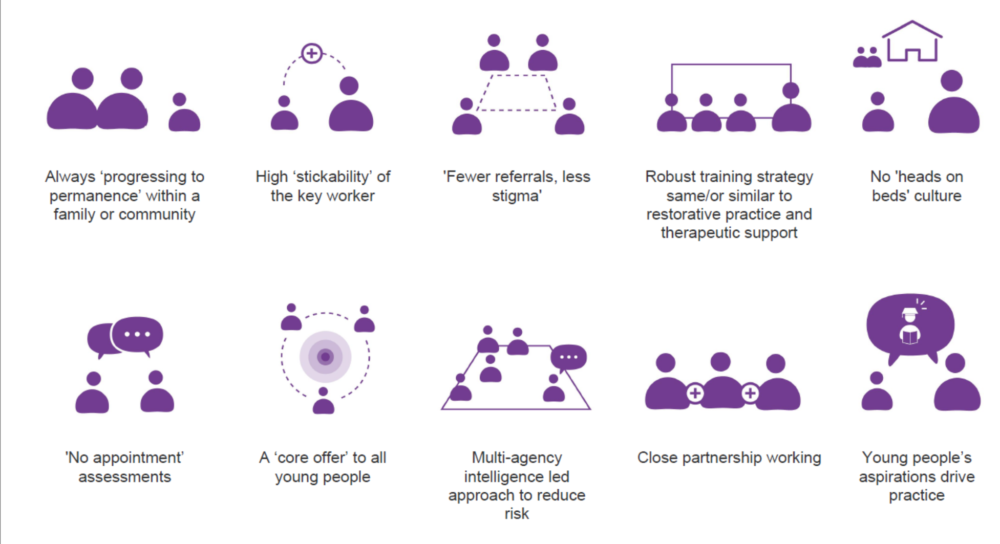 Always ‘progressing to
permanence’ within a
family or community
High ‘stickability’ of
the key worker
'Fewer referrals, less
stigma'
Robust training strategy
same/or similar to
restorative practice and
therapeutic support
No 'heads on
beds' culture
'No appointment’
assessments
A ‘core offer’ to all
young people
Multi-agency
intelligence led
approach to reduce
risk
Close partnership working
Young people’s
aspirations drive
practice